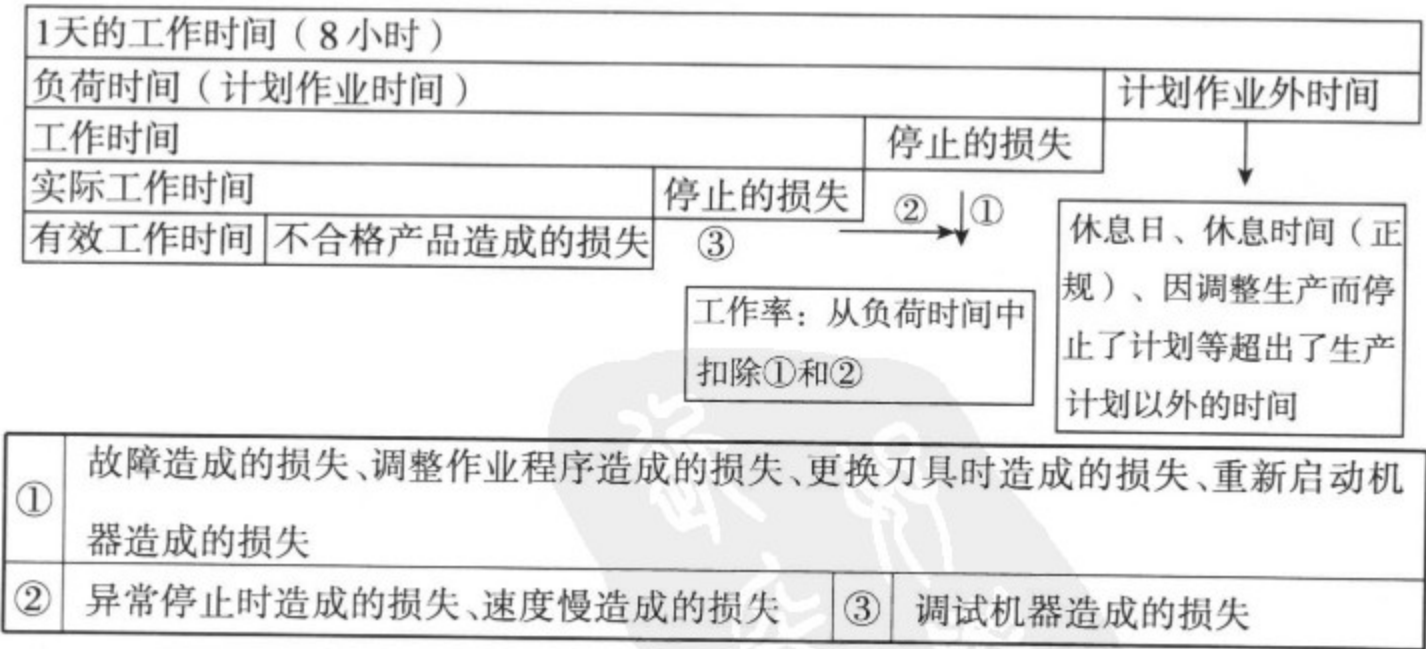 1天的工作时间（8小时）
负荷时间（计划作业时间） 计划作业外时间
工作时间 停止的损失
实际工作时间 停止的损失 ② ①
有效工作时间 不合格产品造成的损失 ③
休息日、休息时间（正
规）、因调整生产而停
止了计划等超出了生产
计划以外的时间
工作率：从负荷时间中
扣除①和②
① 故障造成的损失、调整作业程序造成的损失、更换刀具时造成的损失、重新启动机
器造成的损失
② 异常停止时造成的损失、速度慢造成的损失 ③ 调试机器造成的损失